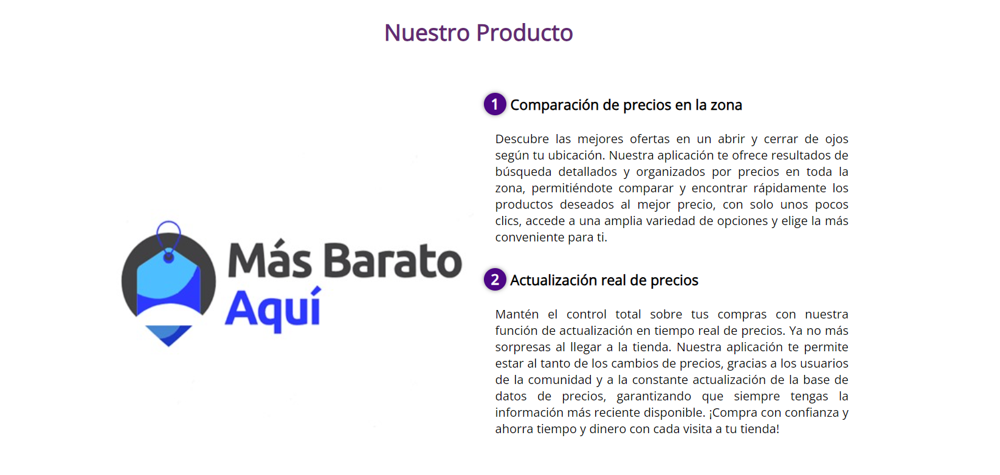 Nuestro Producto
Más Barato
Aquí
1 Comparación de precios en la zona
Descubre las mejores ofertas en un abrir y cerrar de ojos
según tu ubicación. Nuestra aplicación te ofrece resultados de
búsqueda detallados y organizados por precios en toda la
zona, permitiéndote comparar y encontrar rápidamente los
productos deseados al mejor precio, con solo unos pocos
clics, accede a una amplia variedad de opciones y elige la más
conveniente para ti.
2 Actualización real de precios
Mantén el control total sobre tus compras con nuestra
función de actualización en tiempo real de precios. Ya no más
sorpresas al llegar a la tienda. Nuestra aplicación te permite
estar al tanto de los cambios de precios, gracias a los usuarios
de la comunidad y a la constante actualización de la base de
datos de precios, garantizando que siempre tengas la
información más reciente disponible. ¡Compra con confianza y
ahorra tiempo y dinero con cada visita a tu tienda!